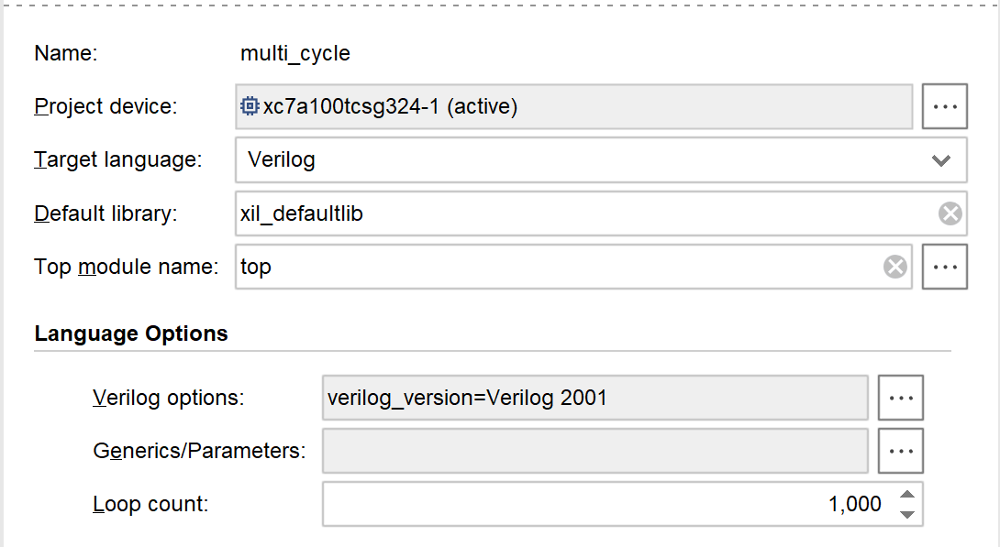 Name: multi_cycle
Project device: xc7a100tcsg324-1 (active) ...
Target language: Verilog
Default library: xil_defaultlib
Top module name: top ...
Language Options
Verilog options: verilog_version=Verilog 2001 ...
Generics/Parameters: ...
Loop count: 1,000